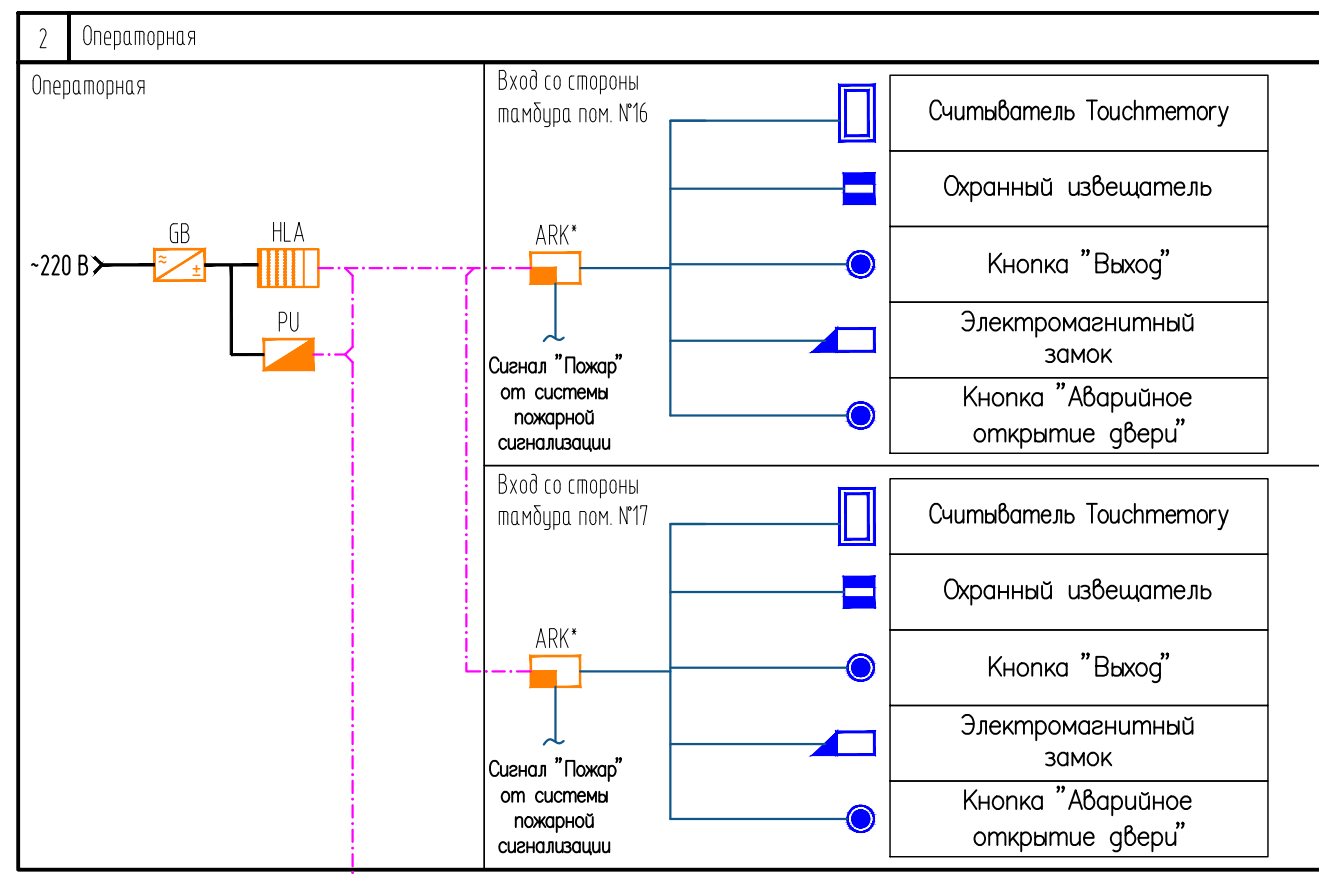 2 Операторная
Операторная
~220 В
GB
HLA
PU
Вход со стороны
тамбура пом. №16
ARK*
Сигнал "Пожар"
от системы
пожарной
сигнализации
Считыватель Touchmemory
Охранный извещатель
Кнопка "Выход"
Электромагнитный
замок
Кнопка "Аварийное
открытие двери"
Вход со стороны
тамбура пом. №17
ARK*
Сигнал "Пожар"
от системы
пожарной
сигнализации
Считыватель Touchmemory
Охранный извещатель
Кнопка "Выход"
Электромагнитный
замок
Кнопка "Аварийное
открытие двери"